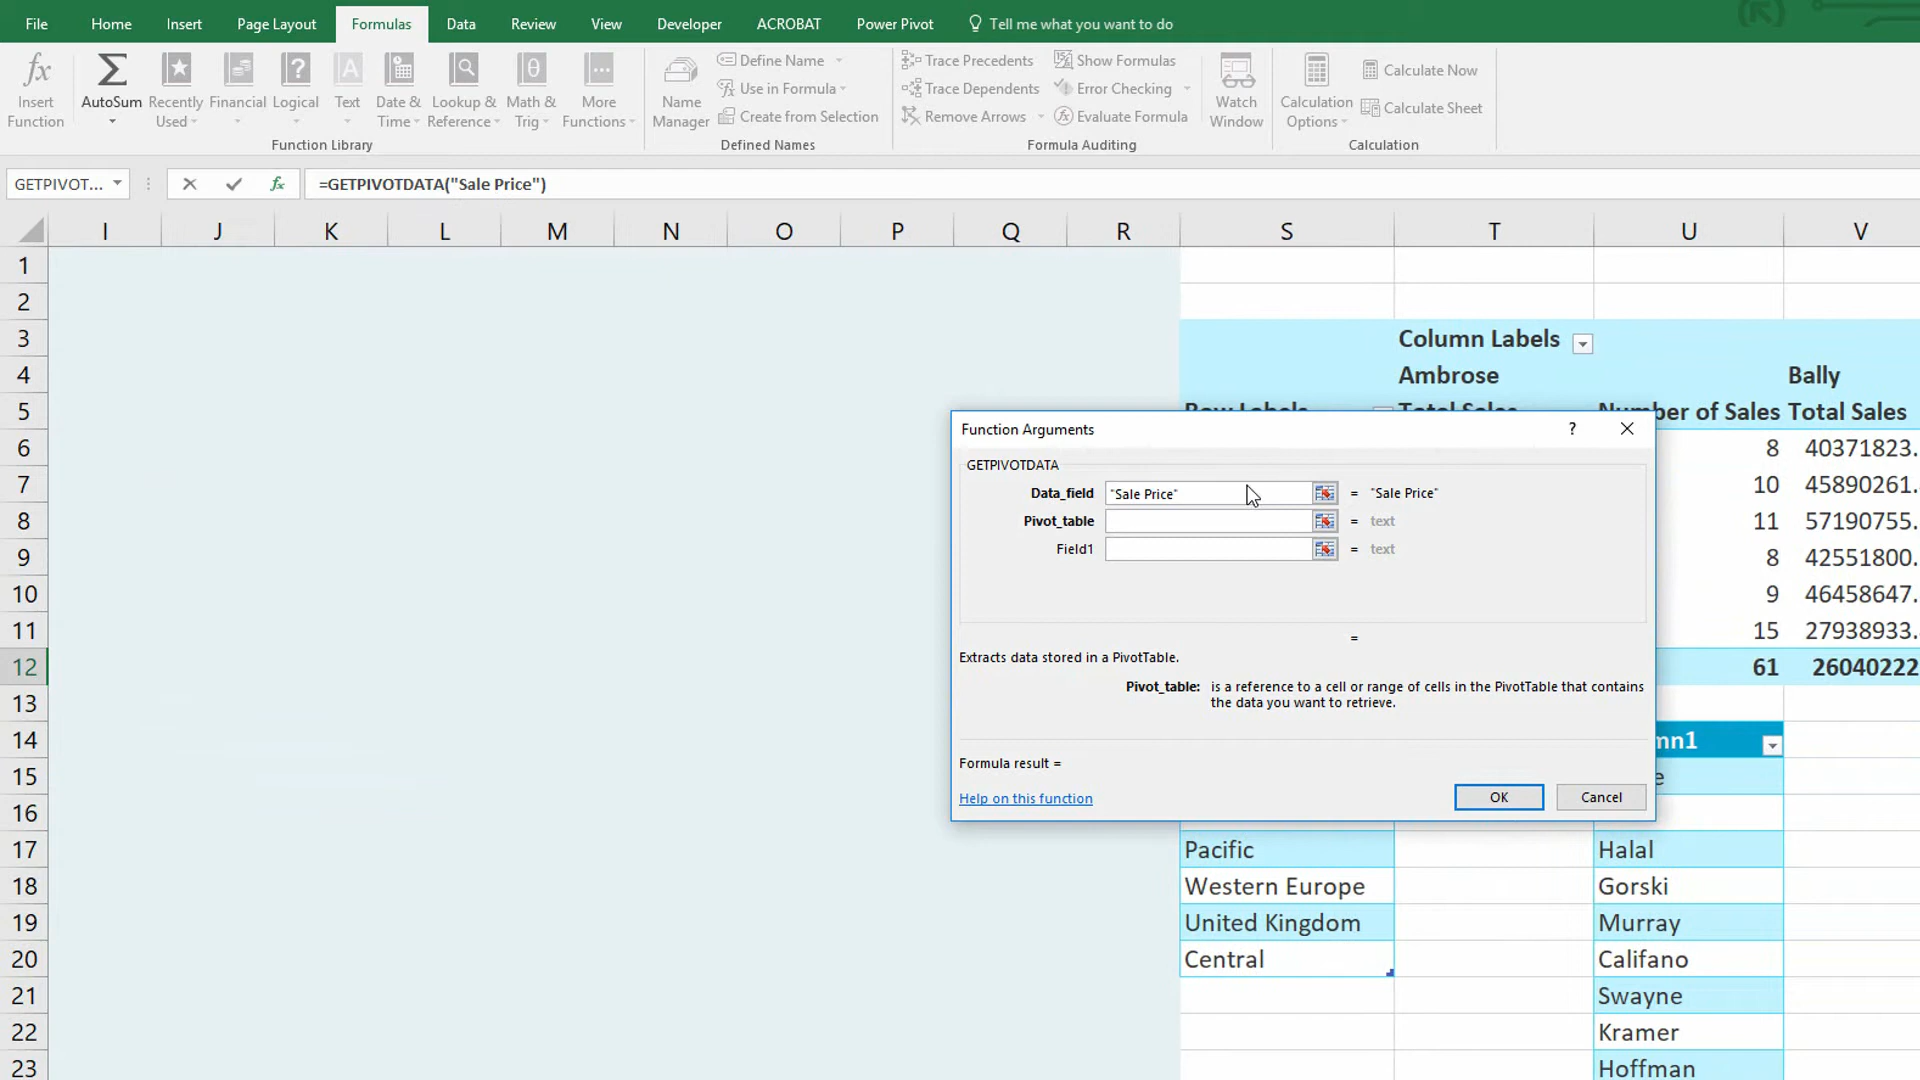 File Home Insert Page Layout Formulas Data Review View Developer ACROBAT Power Pivot Tell me what you want to do
fx Insert Function
AutoSum
Recently Used
Financial
Logical
Text
Date & Time
Lookup & Reference
Math & Trig
More Functions
Function Library
Name Manager
Define Name
Use in Formula
Create from Selection
Defined Names
Trace Precedents
Trace Dependents
Remove Arrows
Show Formulas
Error Checking
Evaluate Formula
Formula Auditing
Watch Window
Calculation Options
Calculate Now
Calculate Sheet
Calculation
GETPIVOT... fx =GETPIVOTDATA("Sale Price")
I J K L M N O P Q R S T U V
1
2
3 Column Labels
4 Ambrose Bally
5 Row Labels Total Sales Number of Sales Total Sales
6 8 40371823.
7 10 45890261.
8 11 57190755.
9 8 42551800.
10 9 46458647.
11 15 27938933.
12 61 26040222
13
14 mn1
15 e
16
17 Pacific Halal
18 Western Europe Gorski
19 United Kingdom Murray
20 Central Califano
21 Swayne
22 Kramer
23 Hoffman
Function Arguments ?
GETPIVOTDATA
Data_field "Sale Price" = "Sale Price"
Pivot_table = text
Field1 = text
=
Extracts data stored in a PivotTable.
Pivot_table: is a reference to a cell or range of cells in the PivotTable that contains
the data you want to retrieve.
Formula result =
Help on this function OK Cancel